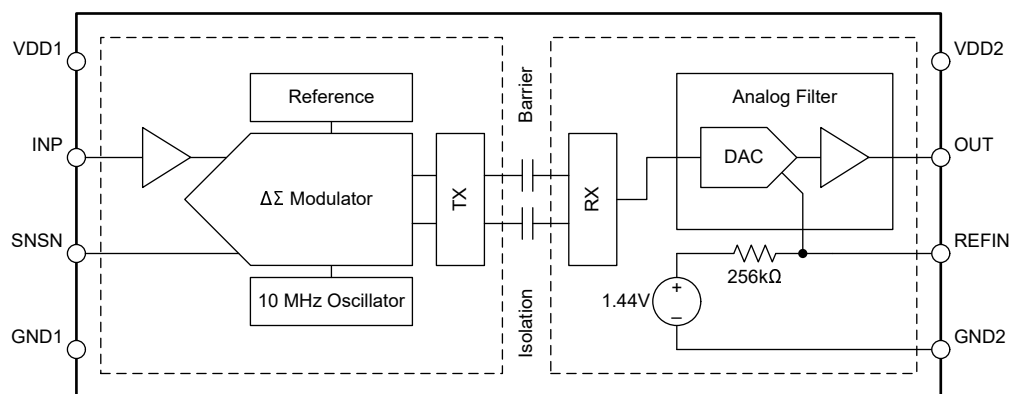 VDD1
VDD2
Reference
Barrier
Analog Filter
INP
OUT
DAC
ΔΣ Modulator
TX
RX
SNSN
REFIN
256kΩ
10 MHz Oscillator
1.44V
+
–
Isolation
GND1
GND2